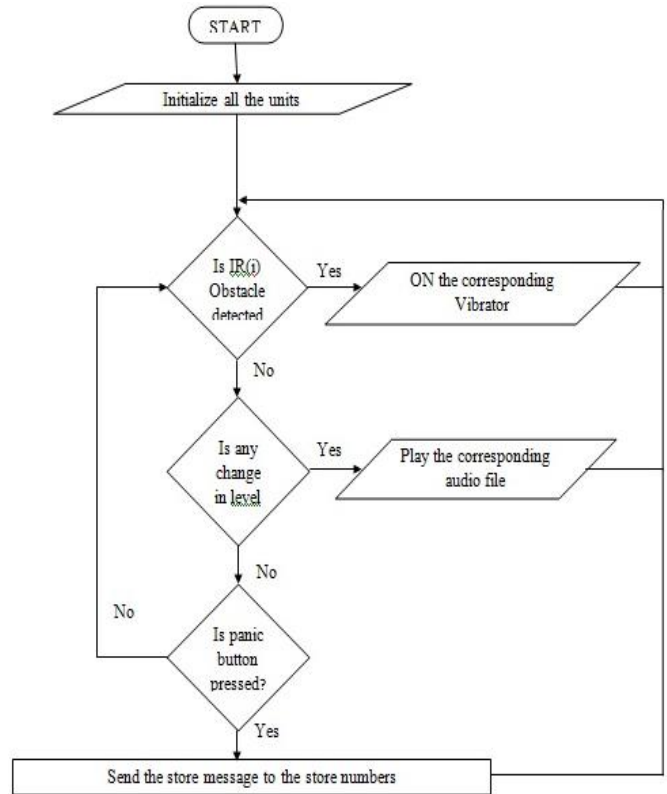 START
Initialize all the units
Is IR(i)
Obstacle
detected
Yes
ON the corresponding
Vibrator
No
Is any
change
in level
Yes
Play the corresponding
audio file
No
No
Is panic
button
pressed?
Yes
Send the store message to the store numbers